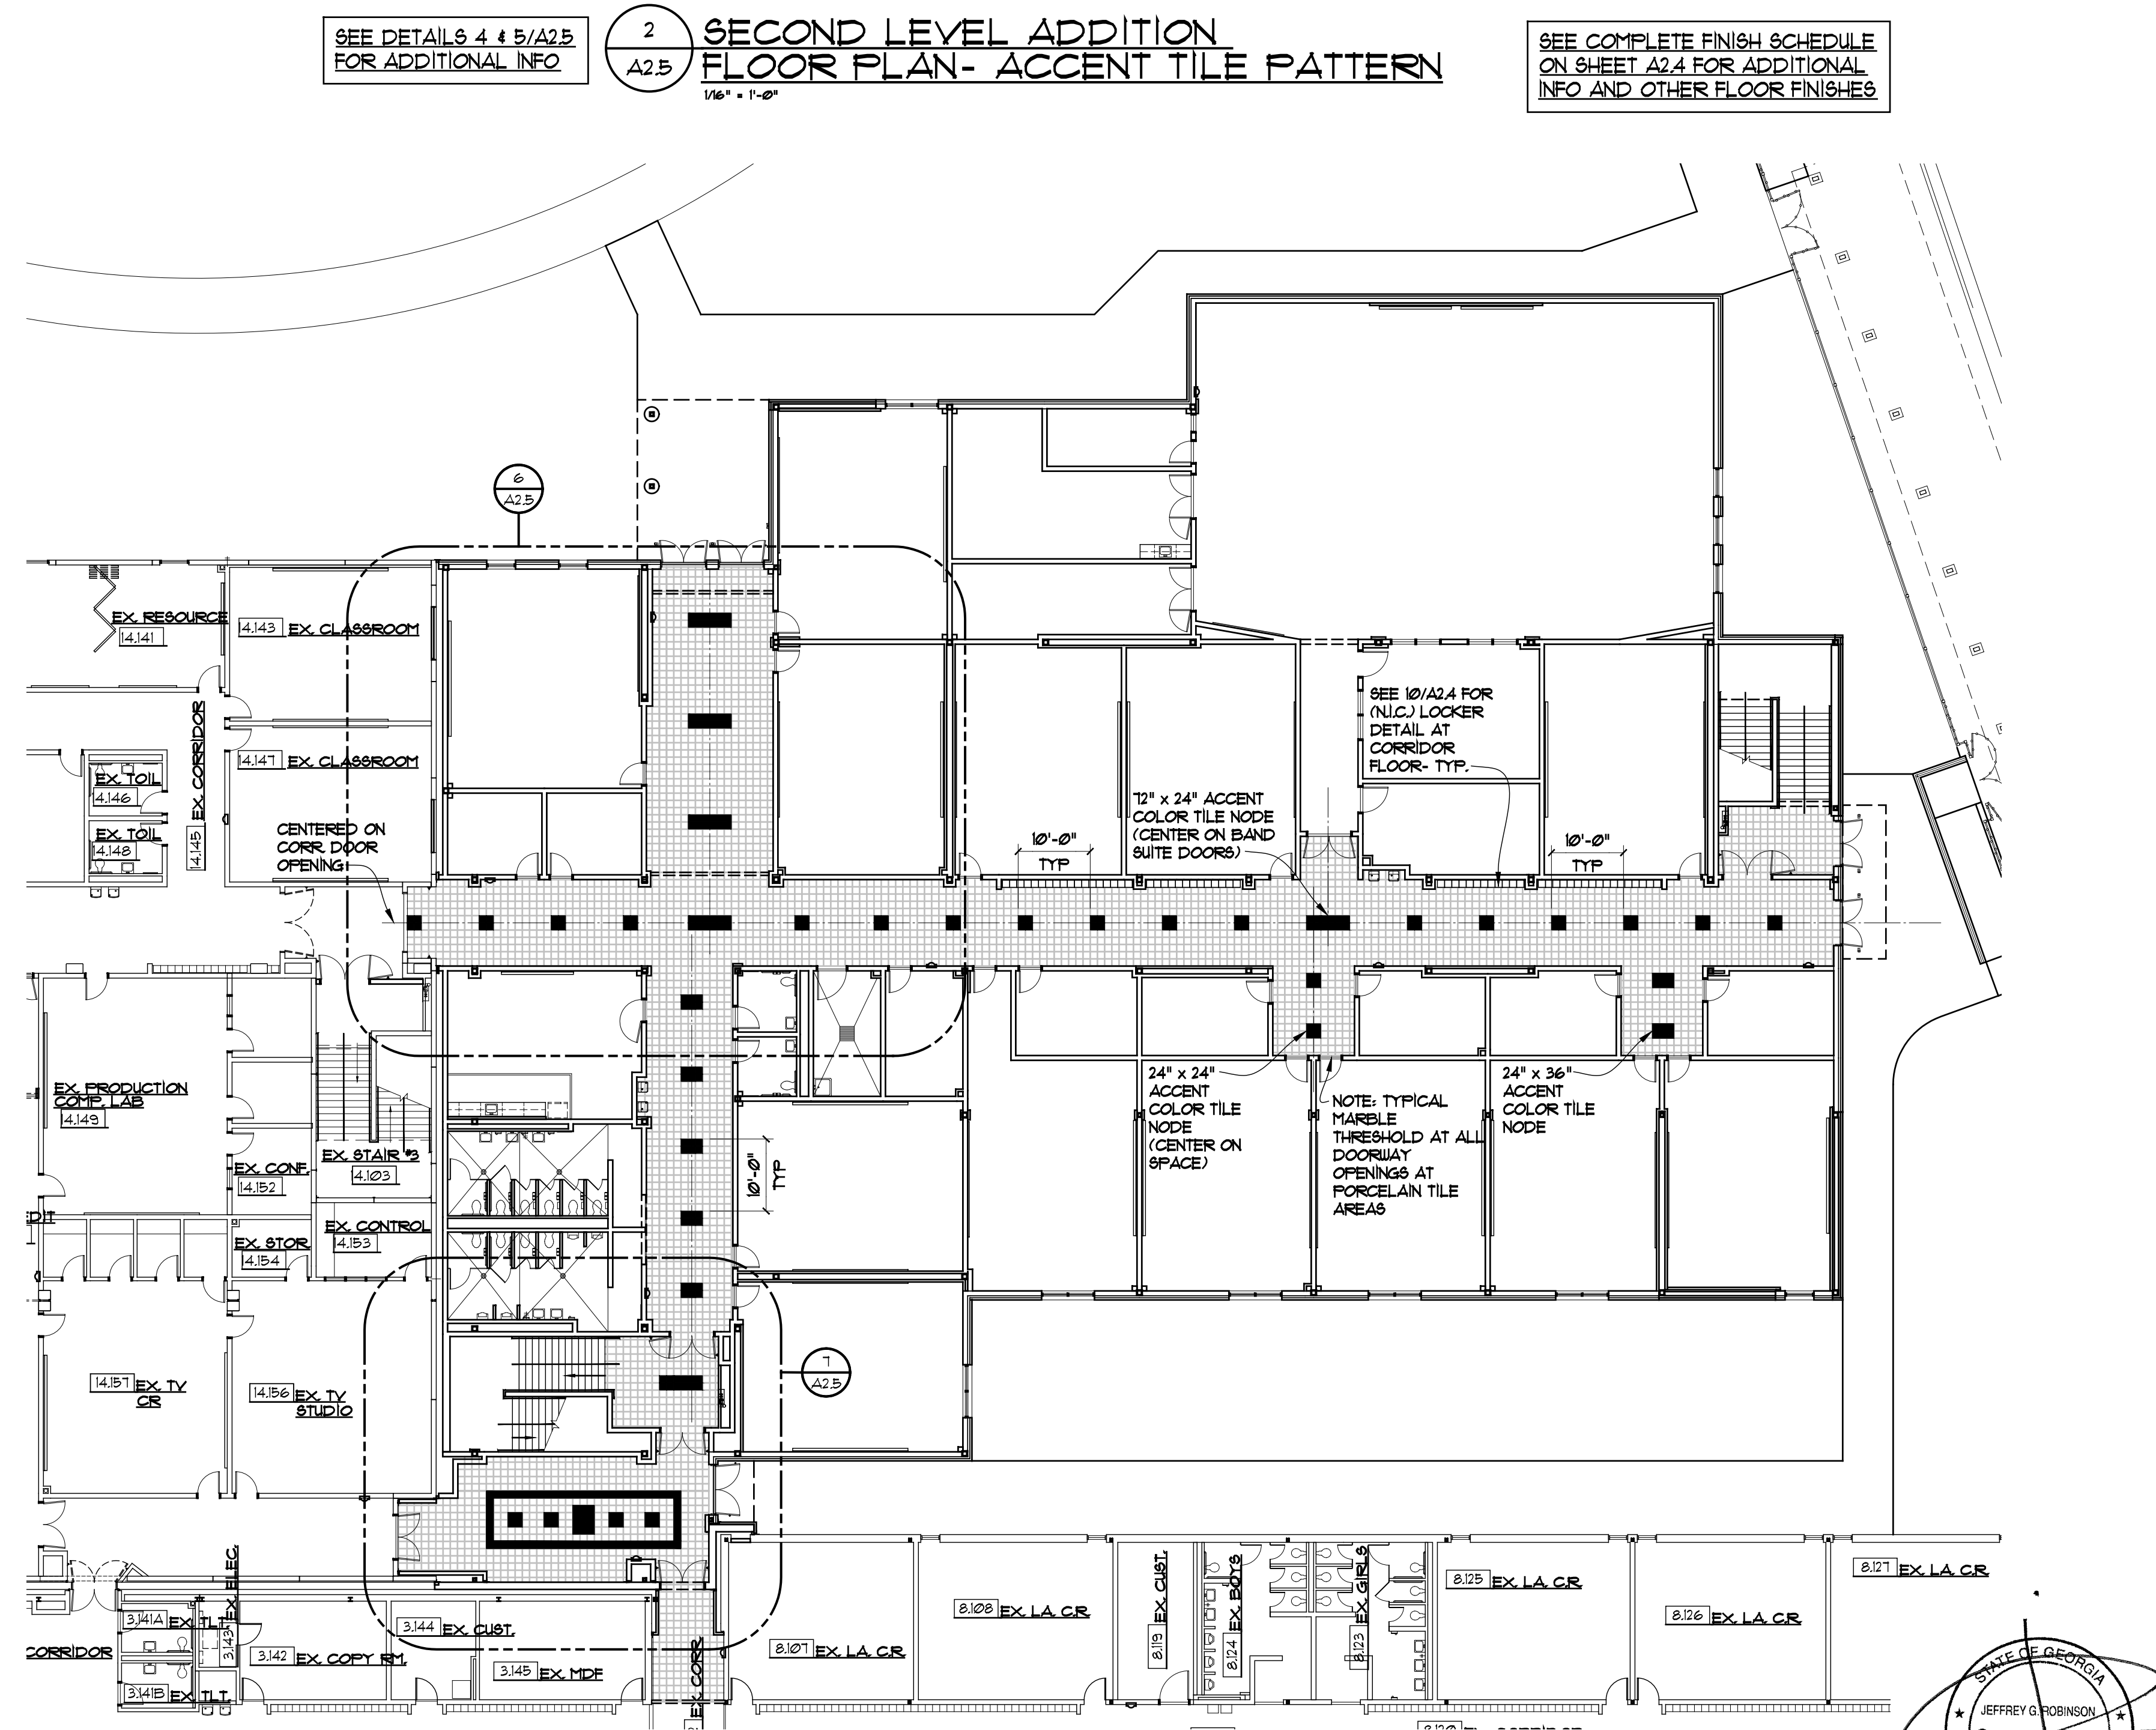 SEE DETAILS 4 & 5/A2.5
FOR ADDITIONAL INFO
2
A2.5
SECOND LEVEL ADDITION
FLOOR PLAN- ACCENT TILE PATTERN
1/16" = 1'-0"
SEE COMPLETE FINISH SCHEDULE
ON SHEET A2.4 FOR ADDITIONAL
INFO AND OTHER FLOOR FINISHES
6
A2.5
EX. RESOURCE
14.141
14.143 EX. CLASSROOM
14.147 EX. CLASSROOM
EX. TOIL
14.146
EX. TOIL
14.148
14.145 EX. CORRIDOR
CENTERED ON
CORR. DOOR
OPENING
SEE 10/A2.4 FOR
(N.I.C.) LOCKER
DETAIL AT
CORRIDOR
FLOOR- TYP.
72" x 24" ACCENT
COLOR TILE NODE
(CENTER ON BAND
SUITE DOORS)
10'-0"
TYP
10'-0"
TYP
EX. PRODUCTION
COMP. LAB
14.149
EX. CONF.
14.152
EX. STAIR #3
14.103
EX. CONTROL
14.153
EX. STOR.
14.154
EDIT
10'-0"
TYP
24" x 24"
ACCENT
COLOR TILE
NODE
(CENTER ON
SPACE)
NOTE: TYPICAL
MARBLE
THRESHOLD AT ALL
DOORWAY
OPENINGS AT
PORCELAIN TILE
AREAS
24" x 36"
ACCENT
COLOR TILE
NODE
14.157 EX. TV
CR
14.156 EX. TV
STUDIO
7
A2.5
3.143 EX. ELEC.
3.141A EX. TLT.
3.141B EX. TLT.
CORRIDOR
3.142 EX. COPY RM.
3.144 EX. CUST.
3.145 EX. MDF
EX. CORR.
8.107 EX. L.A. C.R.
8.108 EX. L.A. C.R.
8.119 EX. CUST.
8.124 EX. BOYS
8.123 EX. GIRLS
8.125 EX. L.A. C.R.
8.126 EX. L.A. C.R.
8.127 EX. L.A. C.R.
STATE OF GEORGIA
JEFFREY G. ROBINSON